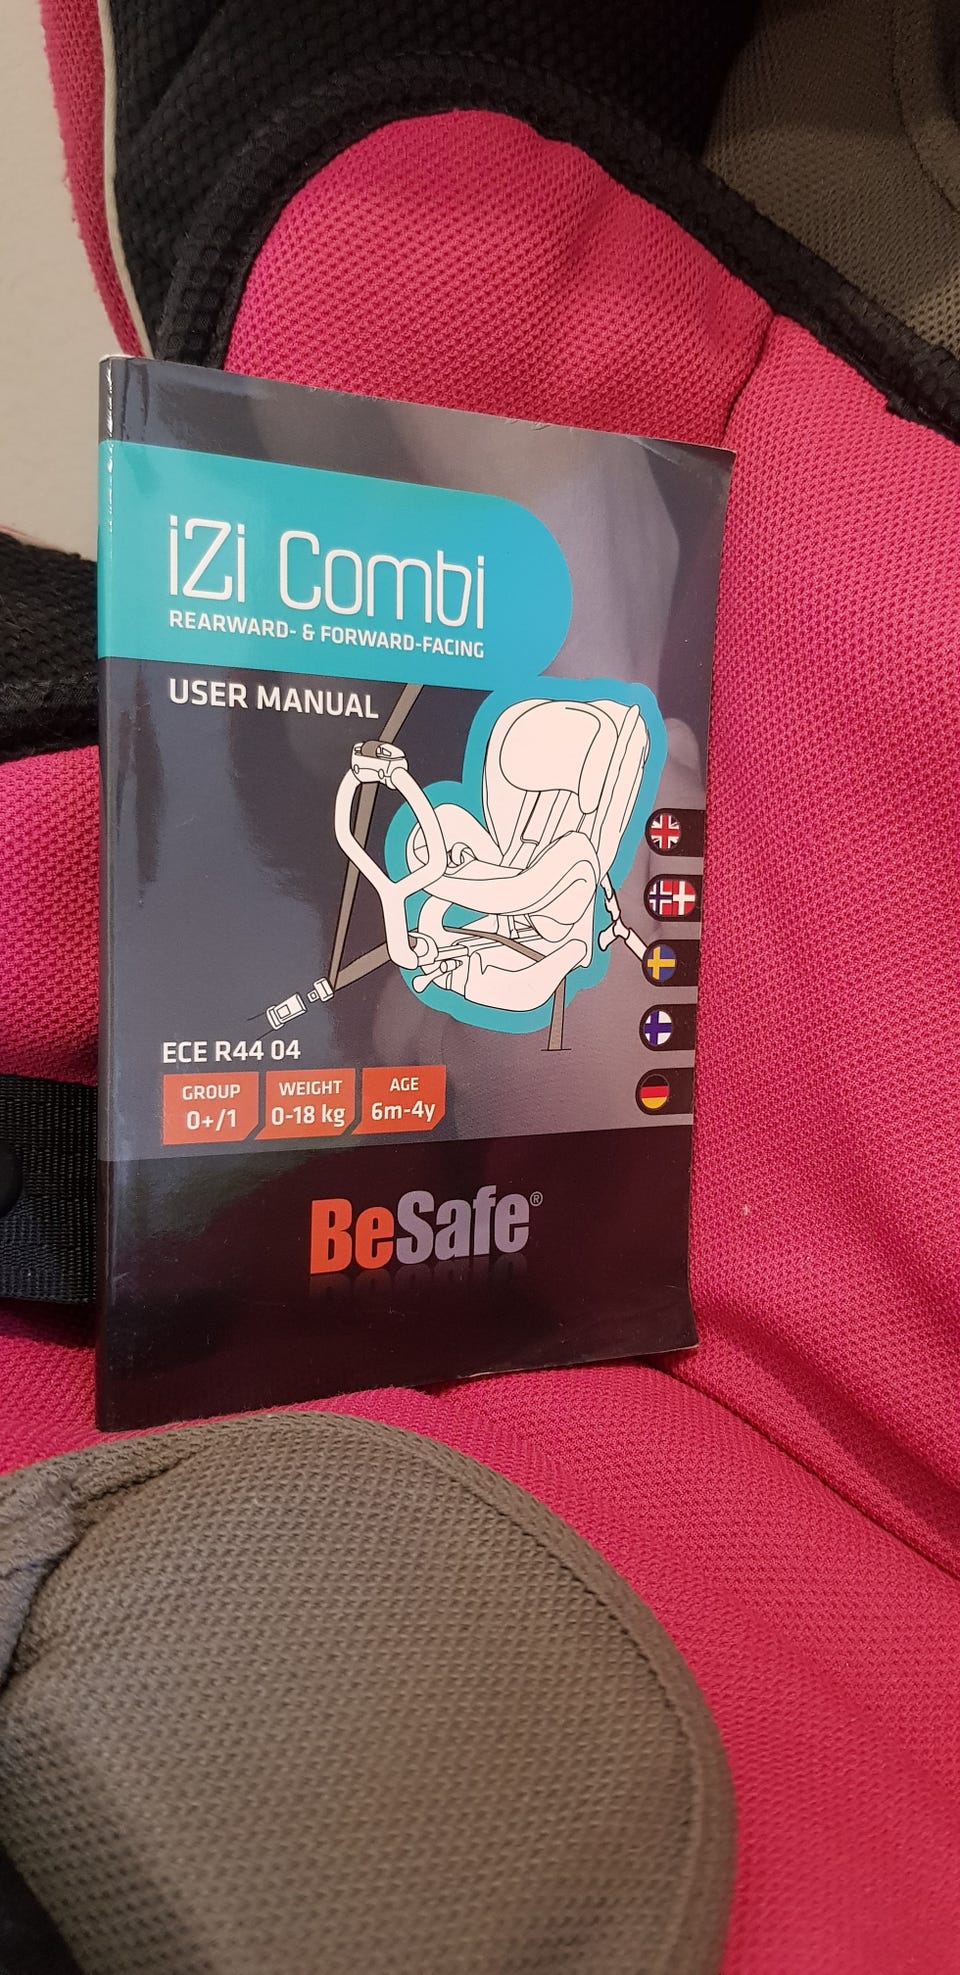 iZi Combi
REARWARD- & FORWARD-FACING
USER MANUAL
ECE R44 04
GROUP
0+/1
WEIGHT
0-18 kg
AGE
6m-4y
BeSafe®